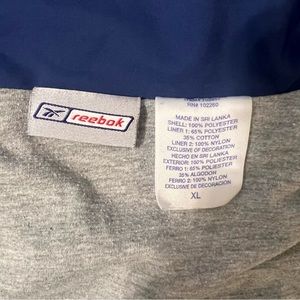 reebok
RN# 102260
MADE IN SRI LANKA
SHELL: 100% POLYESTER
LINER 1: 65% POLYESTER
35% COTTON
LINER 2: 100% NYLON
EXCLUSIVE OF DECORATION
HECHO EN SRI LANKA
EXTERIOR: 100% POLIESTER
FERRO 1: 65% POLIESTER
35% ALGODON
FERRO 2: 100% NYLON
EXCLUSIVE DE DECORACION
XL